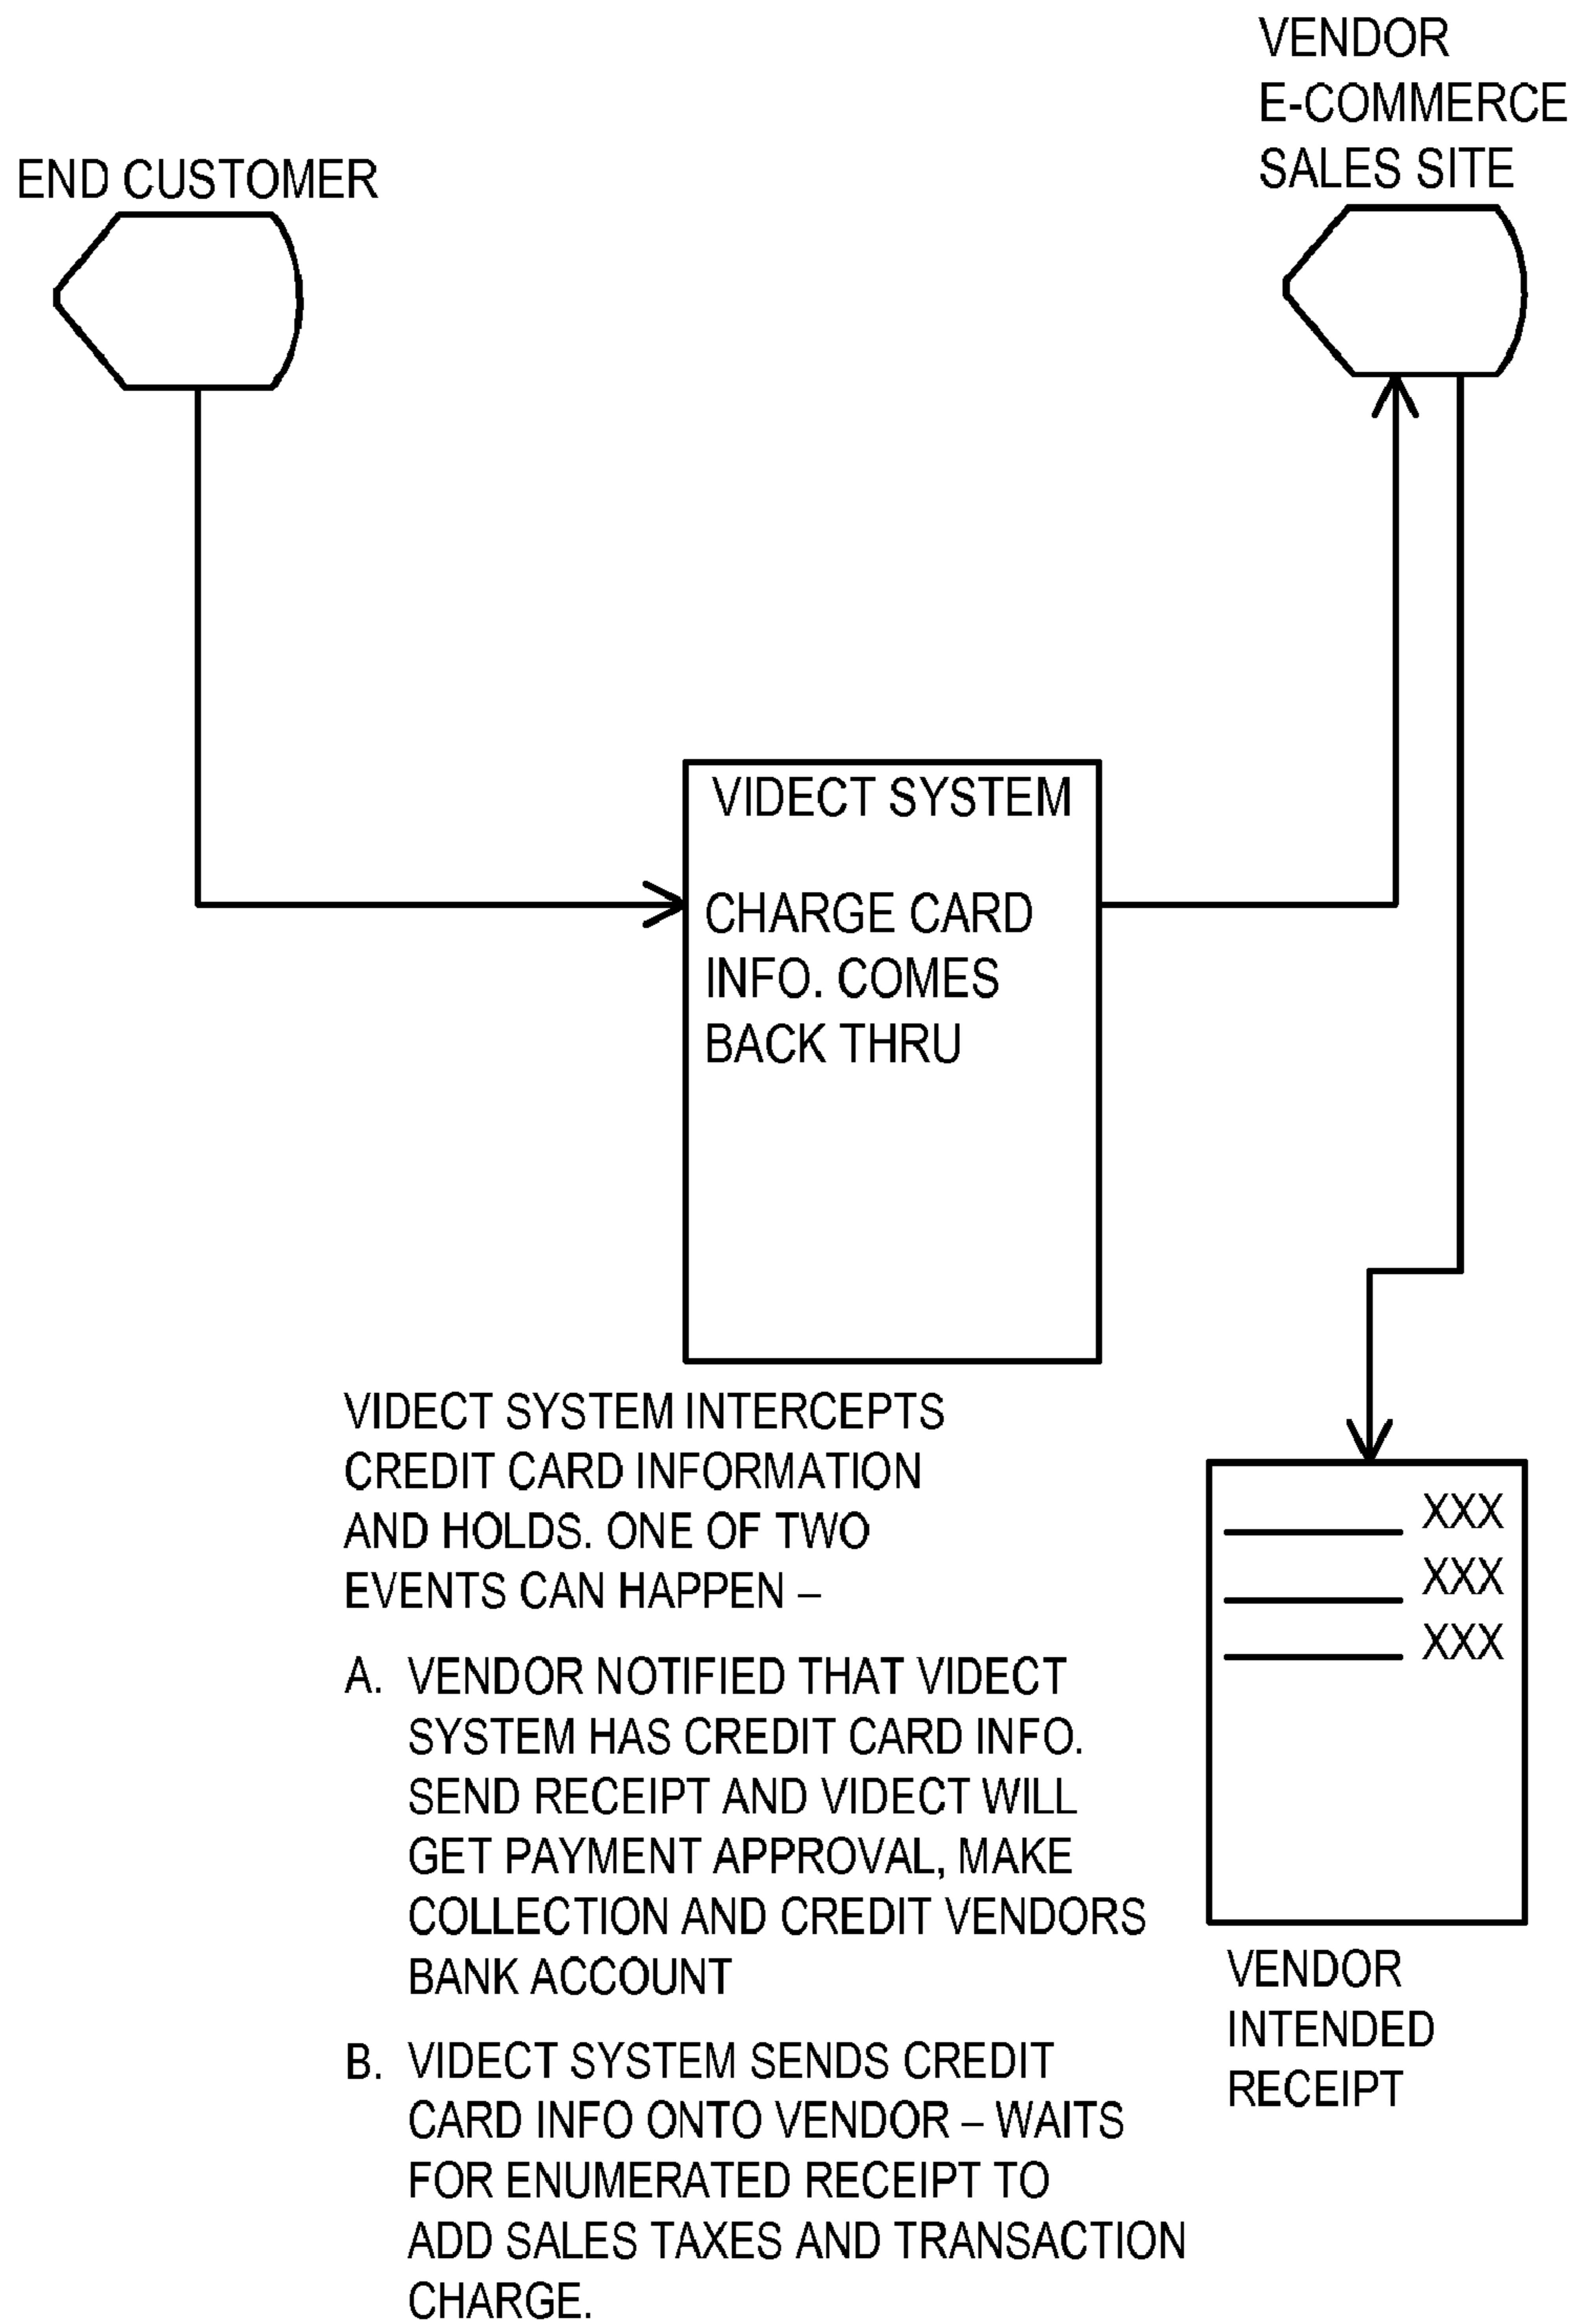 VENDOR
E-COMMERCE
SALES SITE
END CUSTOMER
VIDECT SYSTEM
CHARGE CARD
INFO. COMES
BACK THRU
VIDECT SYSTEM INTERCEPTS
CREDIT CARD INFORMATION
AND HOLDS. ONE OF TWO
EVENTS CAN HAPPEN –
A. VENDOR NOTIFIED THAT VIDECT
SYSTEM HAS CREDIT CARD INFO.
SEND RECEIPT AND VIDECT WILL
GET PAYMENT APPROVAL, MAKE
COLLECTION AND CREDIT VENDORS
BANK ACCOUNT
B. VIDECT SYSTEM SENDS CREDIT
CARD INFO ONTO VENDOR – WAITS
FOR ENUMERATED RECEIPT TO
ADD SALES TAXES AND TRANSACTION
CHARGE.
XXX
XXX
XXX
VENDOR
INTENDED
RECEIPT